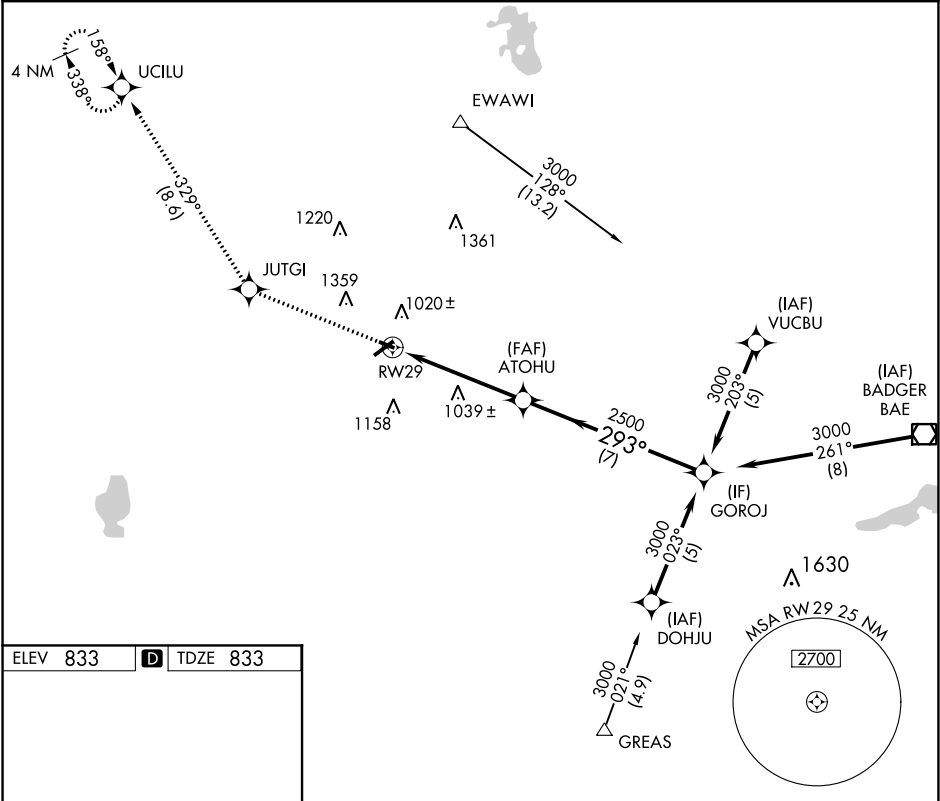 158°
4 NM
338°
UCILU
EWAWI
3000
128°
(13.2)
329°
(8.6)
1220
1361
JUTGI
1359
1020±
(IAF)
VUCBU
RW29
(FAF)
ATOHU
3000
203°
(5)
(IAF)
BADGER
BAE
1158
1039±
2500
293°
(7)
3000
261°
(8)
(IF)
GOROJ
3000
023°
(5)
1630
(IAF)
DOHJU
MSA RW29 25 NM
2700
ELEV 833 D TDZE 833
3000
021°
(4.9)
GREAS